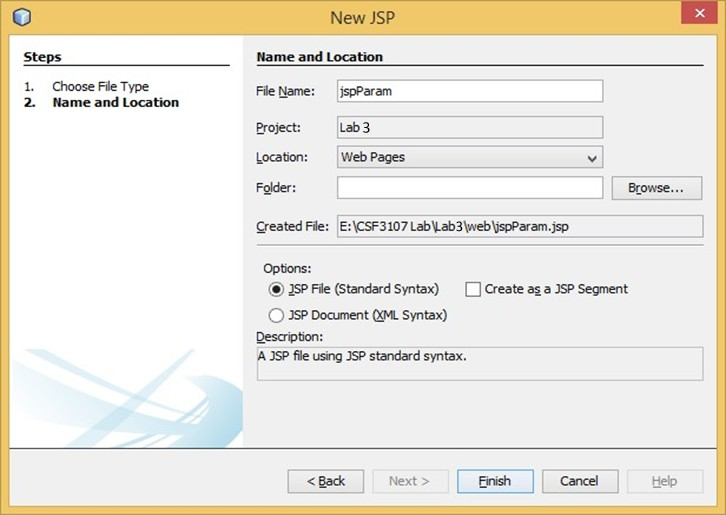 New JSP
Steps
1. Choose File Type
2. Name and Location
Name and Location
File Name: jspParam
Project: Lab 3
Location: Web Pages
Folder: Browse...
Created File: E:\CSF3107 Lab\Lab3\web\jspParam.jsp
Options:
JSP File (Standard Syntax) Create as a JSP Segment
JSP Document (XML Syntax)
Description:
A JSP file using JSP standard syntax.
< Back Next > Finish Cancel Help